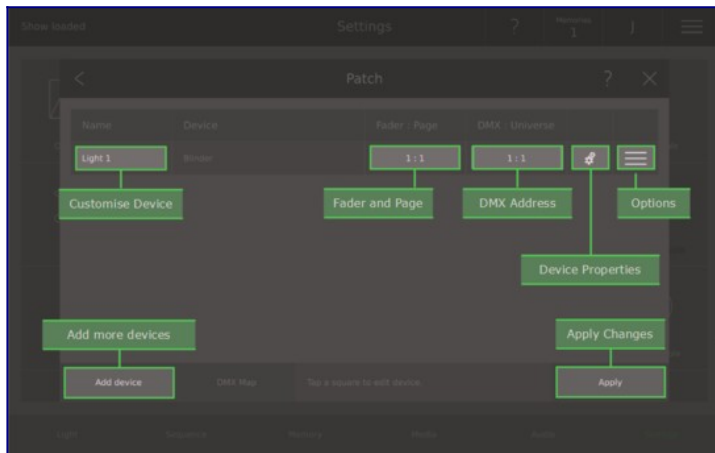 Show loaded
Settings
?
Memories
1
J
Patch
?
Name
Device
Fader : Page
DMX : Universe
Light 1
Blinder
1 : 1
1 : 1
Customise Device
Fader and Page
DMX Address
Options
Device Properties
Add more devices
Apply Changes
Add device
DMX Map
Tap a square to edit device
Apply
Light
Sequence
Memory
Media
Audio